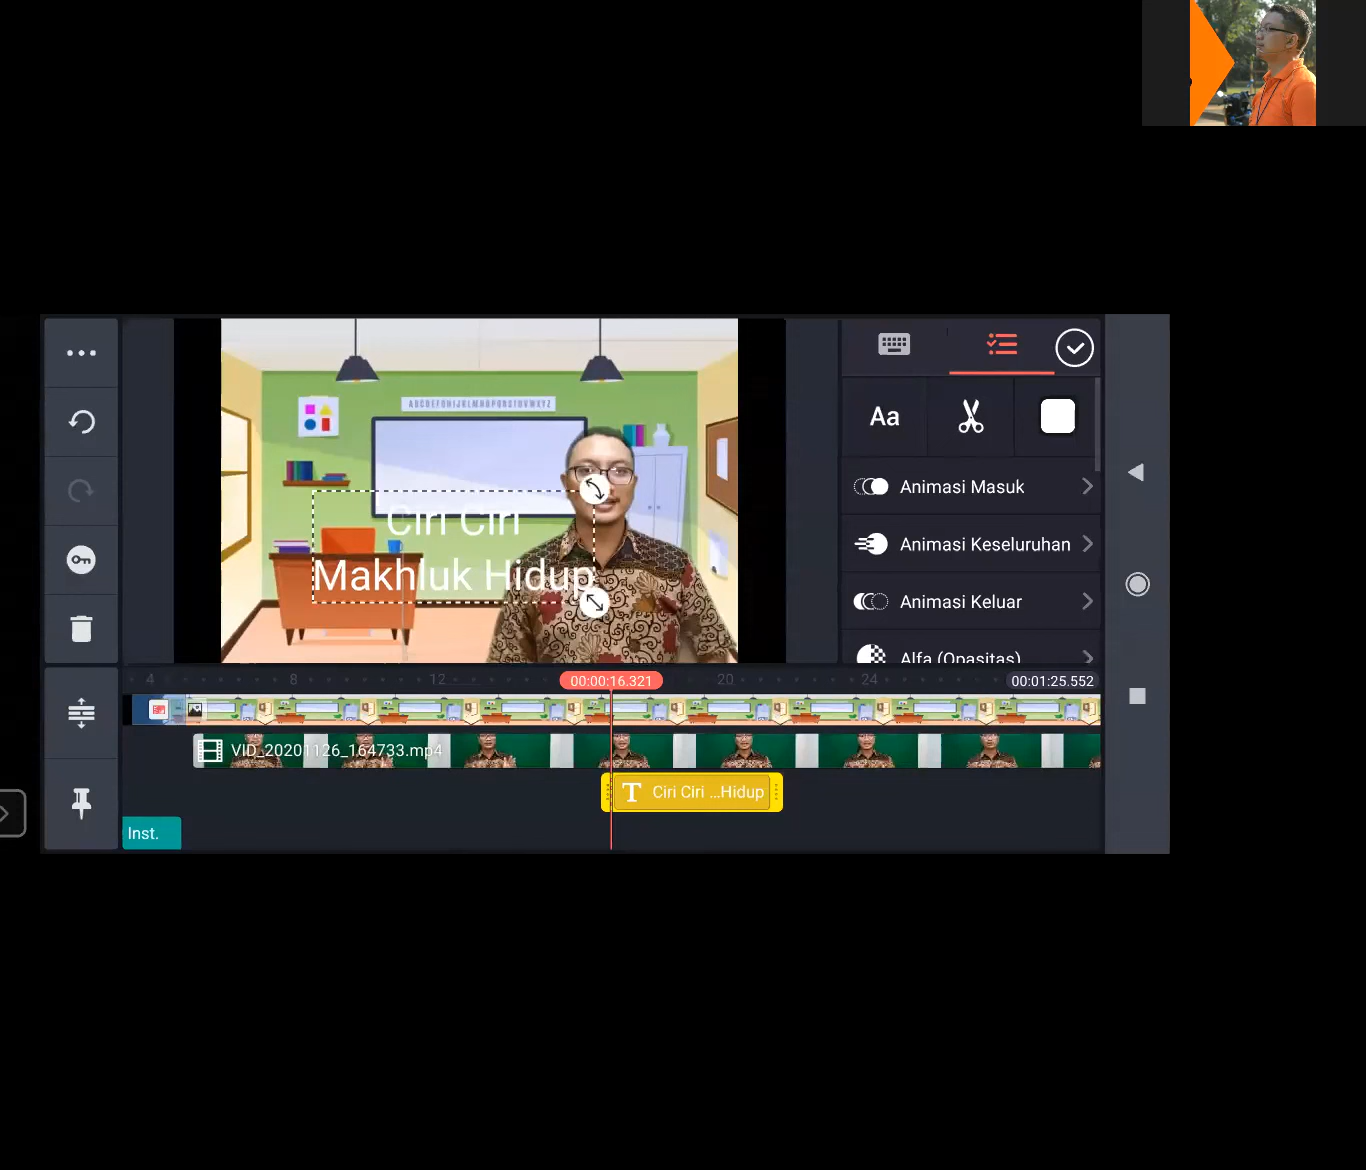 ABCDEFGHIJKLMNOPQRSTUVWXYZ
Ciri Ciri
Makhluk Hidup
Aa
Animasi Masuk
Animasi Keseluruhan
Animasi Keluar
Alfa (Opasitas)
4
8
12
00:00:16.321
20
24
00:01:25.552
VID_20201126_164733.mp4
T Ciri Ciri ...Hidup
Inst.